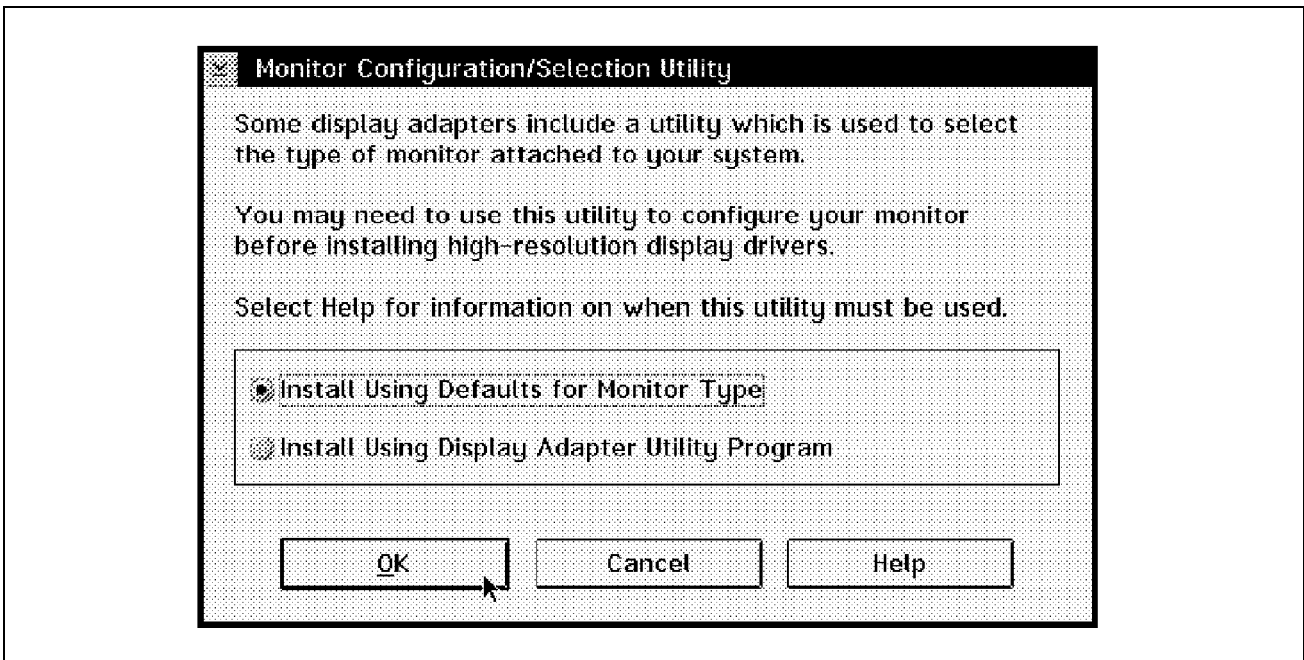 Monitor Configuration/Selection Utility
Some display adapters include a utility which is used to select
the type of monitor attached to your system.
You may need to use this utility to configure your monitor
before installing high-resolution display drivers.
Select Help for information on when this utility must be used.
Install Using Defaults for Monitor Type
Install Using Display Adapter Utility Program
OK Cancel Help